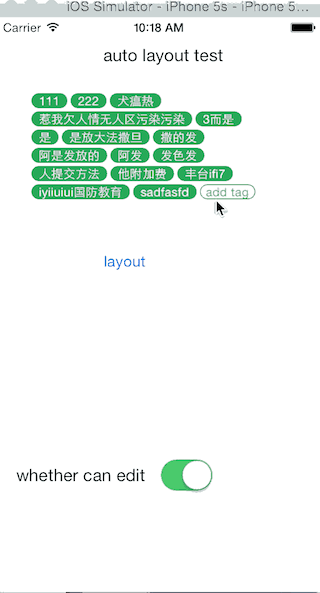 iOS Simulator - iPhone 5s - iPhone 5...
Carrier 10:18 AM
auto layout test
111 222 犬瘟热
惹我欠人情无人区污染污染 3而是
是 是放大法撒旦 撒的发
阿是发放的 阿发 发色发
人提交方法 他附加费 丰台ifi7
iyiiuiui国防教育 sadfasfd add tag
layout
whether can edit